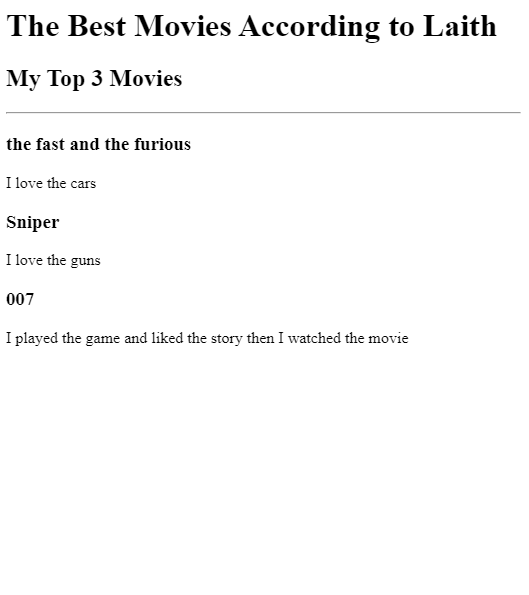 The Best Movies According to Laith
My Top 3 Movies
the fast and the furious
I love the cars
Sniper
I love the guns
007
I played the game and liked the story then I watched the movie